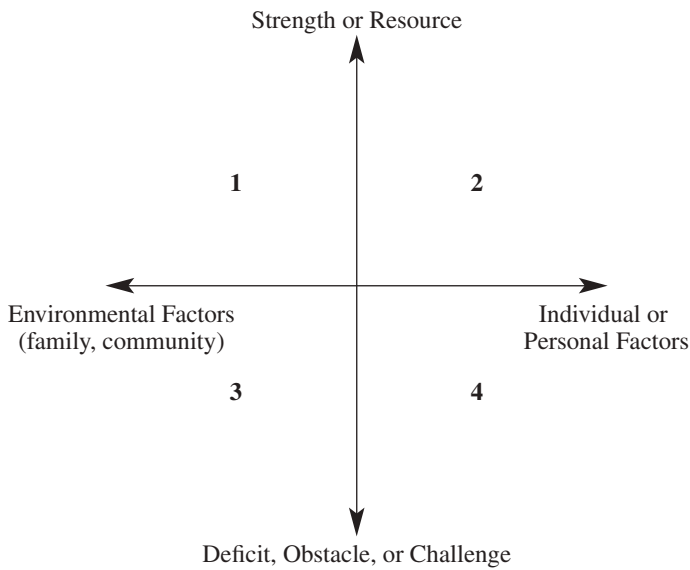 Strength or Resource
1
2
Environmental Factors
(family, community)
Individual or
Personal Factors
3
4
Deficit, Obstacle, or Challenge